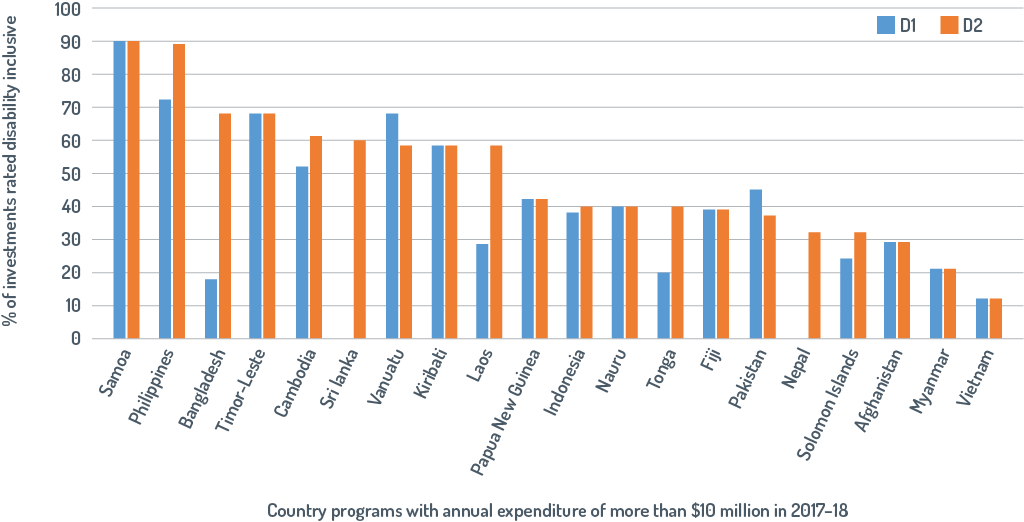 % of investments rated disability inclusive
100
90
80
70
60
50
40
30
20
10
0
D1
D2
Samoa
Philippines
Bangladesh
Timor-Leste
Cambodia
Sri lanka
Vanuatu
Kiribati
Laos
Papua New Guinea
Indonesia
Nauru
Tonga
Fiji
Pakistan
Nepal
Solomon Islands
Afghanistan
Myanmar
Vietnam
Country programs with annual expenditure of more than $10 million in 2017–18